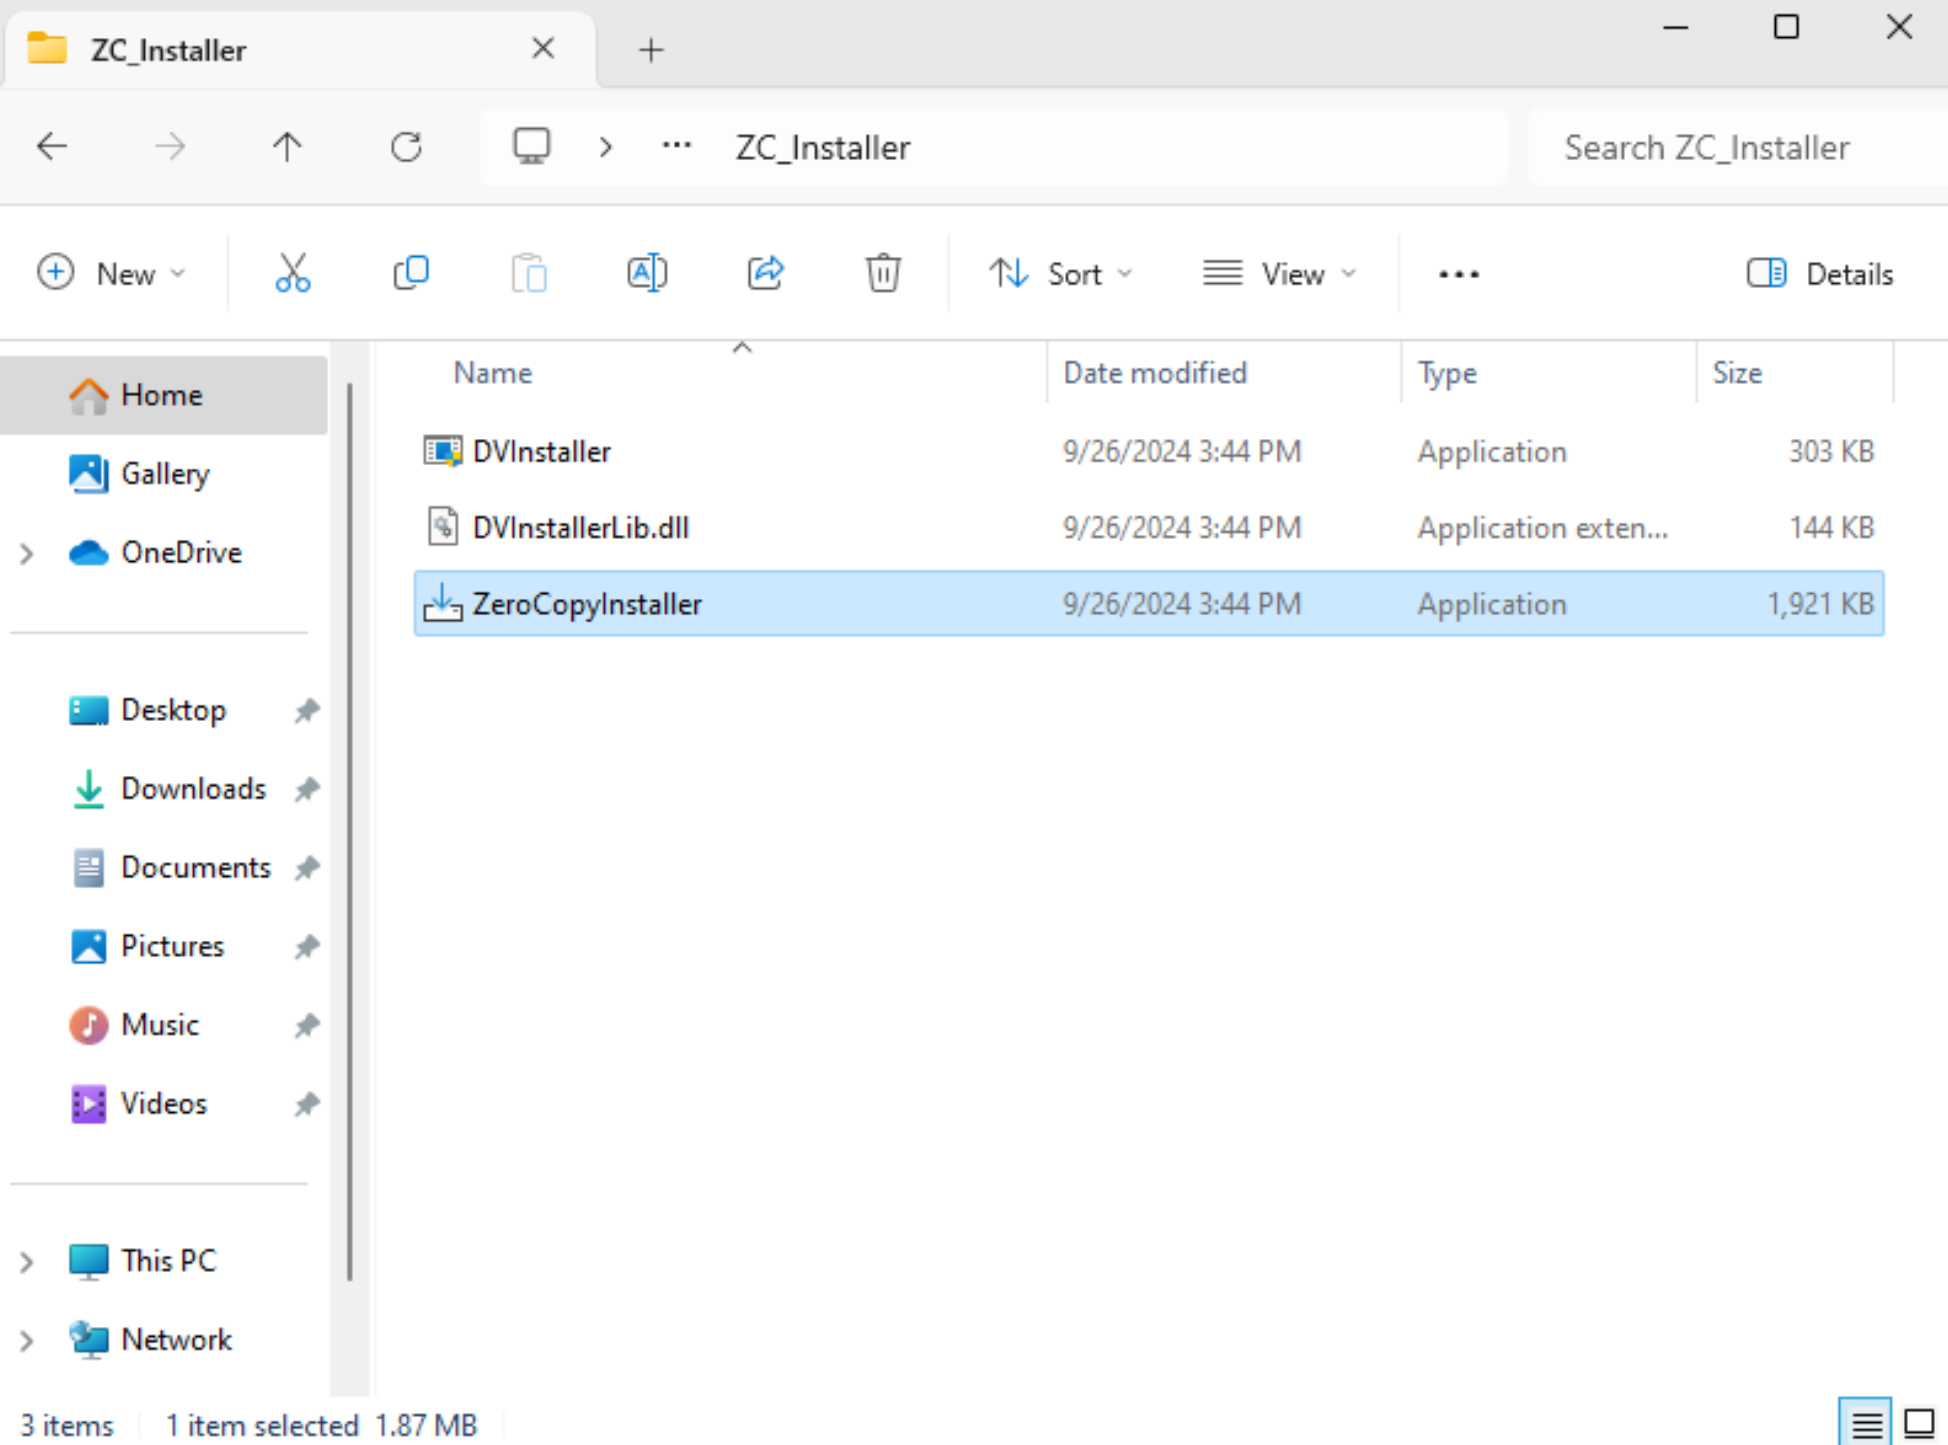 ZC_Installer
ZC_Installer
Search ZC_Installer
New
Sort
View
Details
Name Date modified Type Size
Home
Gallery
OneDrive
Desktop
Downloads
Documents
Pictures
Music
Videos
This PC
Network
DVInstaller 9/26/2024 3:44 PM Application 303 KB
DVInstallerLib.dll 9/26/2024 3:44 PM Application exten... 144 KB
ZeroCopyInstaller 9/26/2024 3:44 PM Application 1,921 KB
3 items 1 item selected 1.87 MB